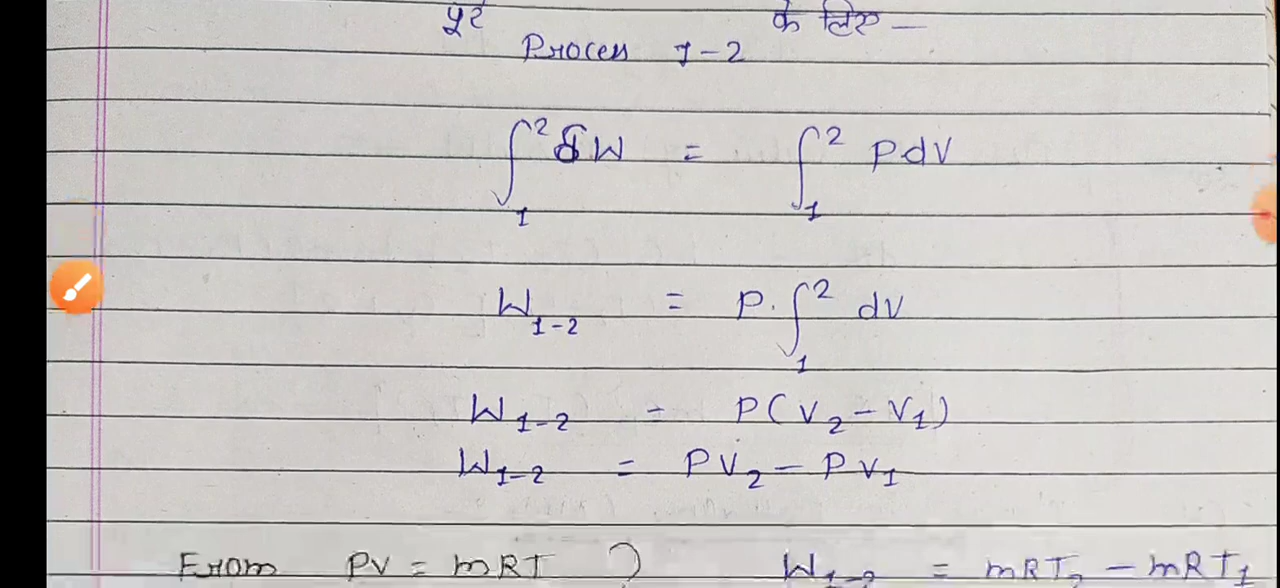 पूरे के लिए —
Process 1-2
∫₁² δW = ∫₁² PdV
W₁₋₂ = P.∫₁² dV
W₁₋₂ = P(V₂ - V₁)
W₁₋₂ = PV₂ - PV₁
From PV = mRT } W₁₋₂ = mRT₂ - mRT₁